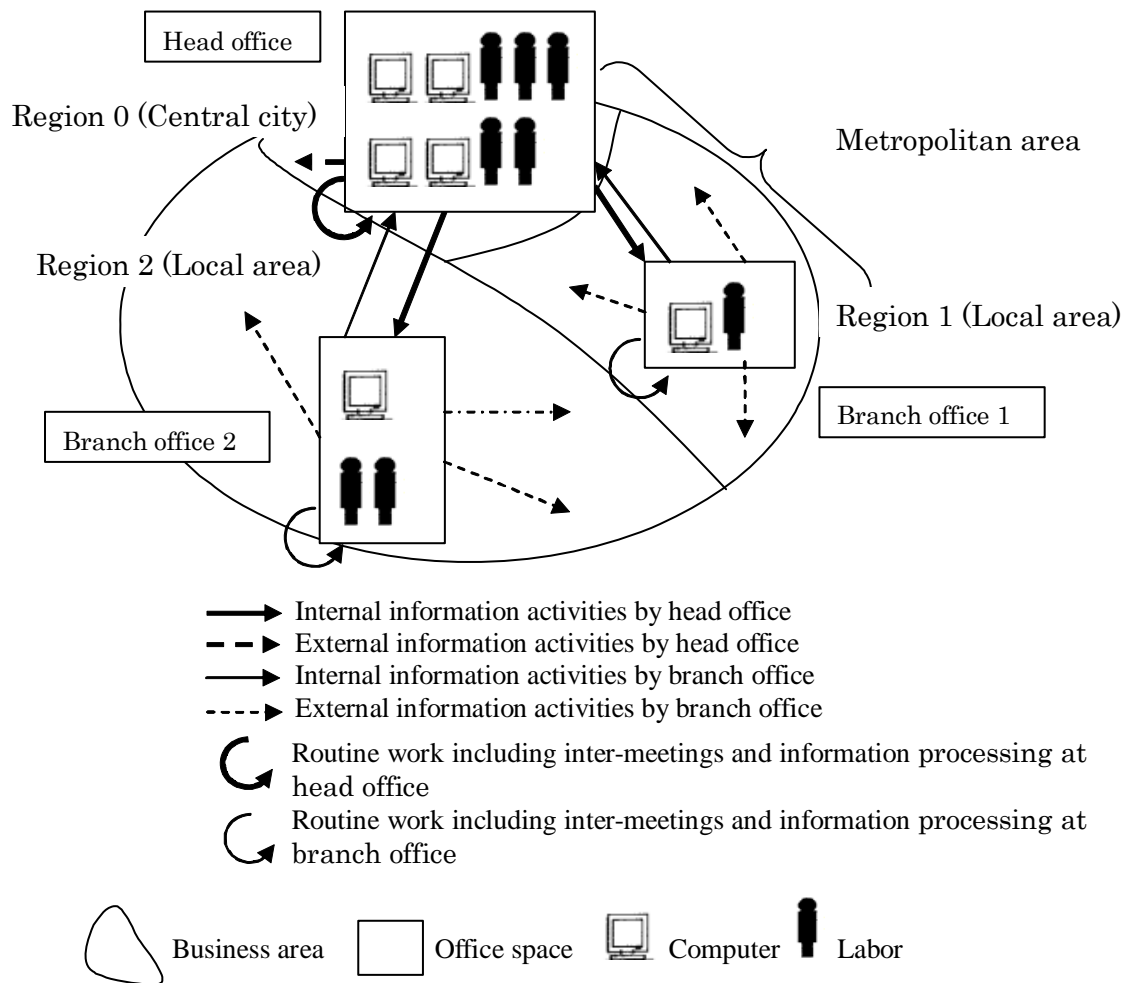 Head office
Region 0 (Central city)
Metropolitan area
Region 2 (Local area)
Region 1 (Local area)
Branch office 1
Branch office 2
Internal information activities by head office
External information activities by head office
Internal information activities by branch office
External information activities by branch office
Routine work including inter-meetings and information processing at
head office
Routine work including inter-meetings and information processing at
branch office
Business area
Office space
Computer
Labor